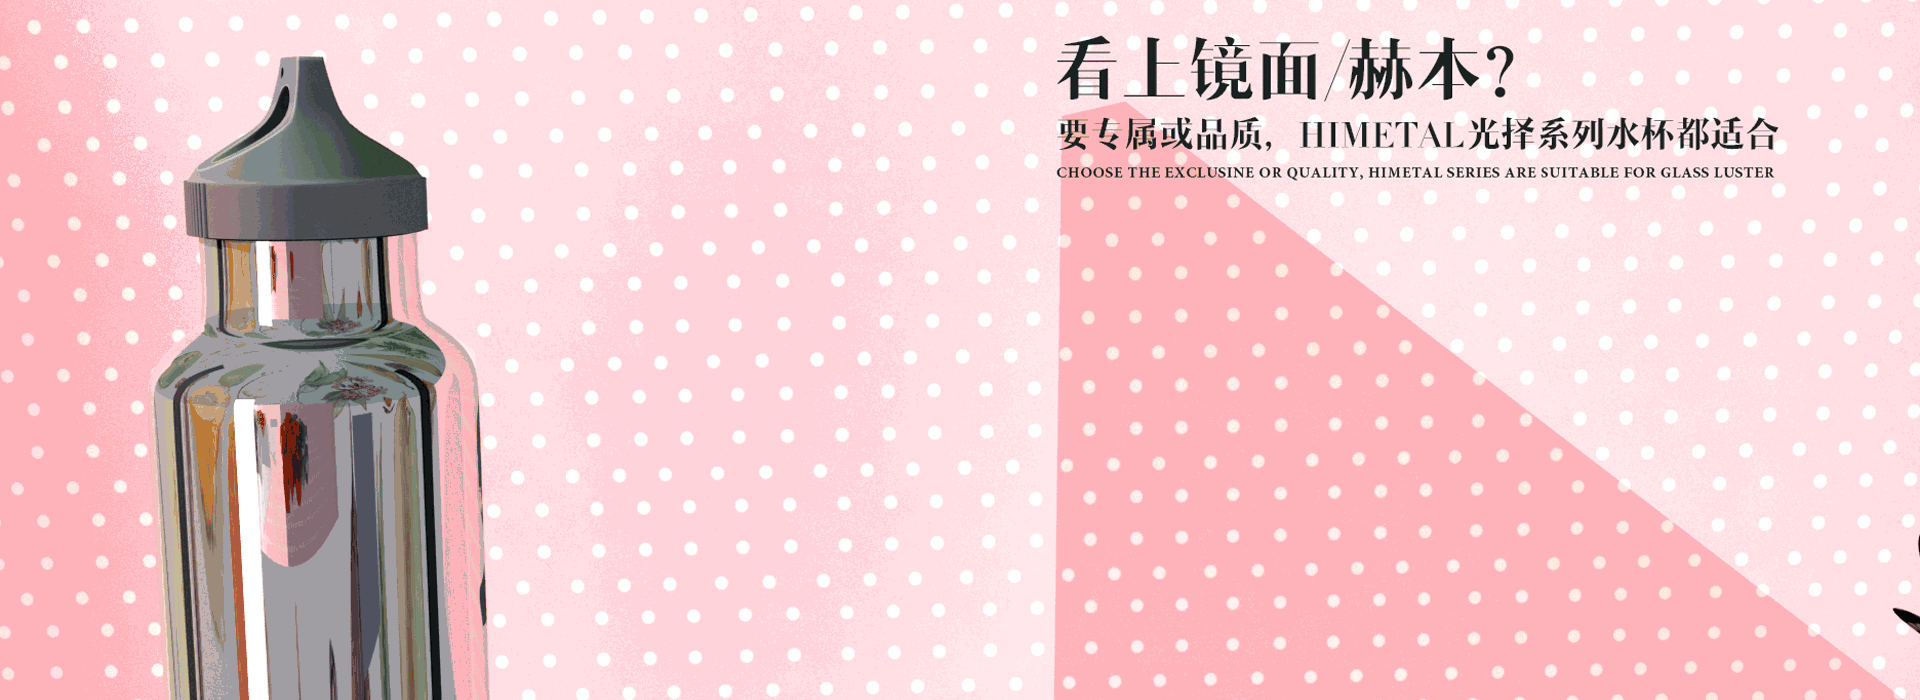 看上镜面/赫本?
要专属或品质，HIMETAL光择系列水杯都适合
CHOOSE THE EXCLUSINE OR QUALITY, HIMETAL SERIES ARE SUITABLE FOR GLASS LUSTER